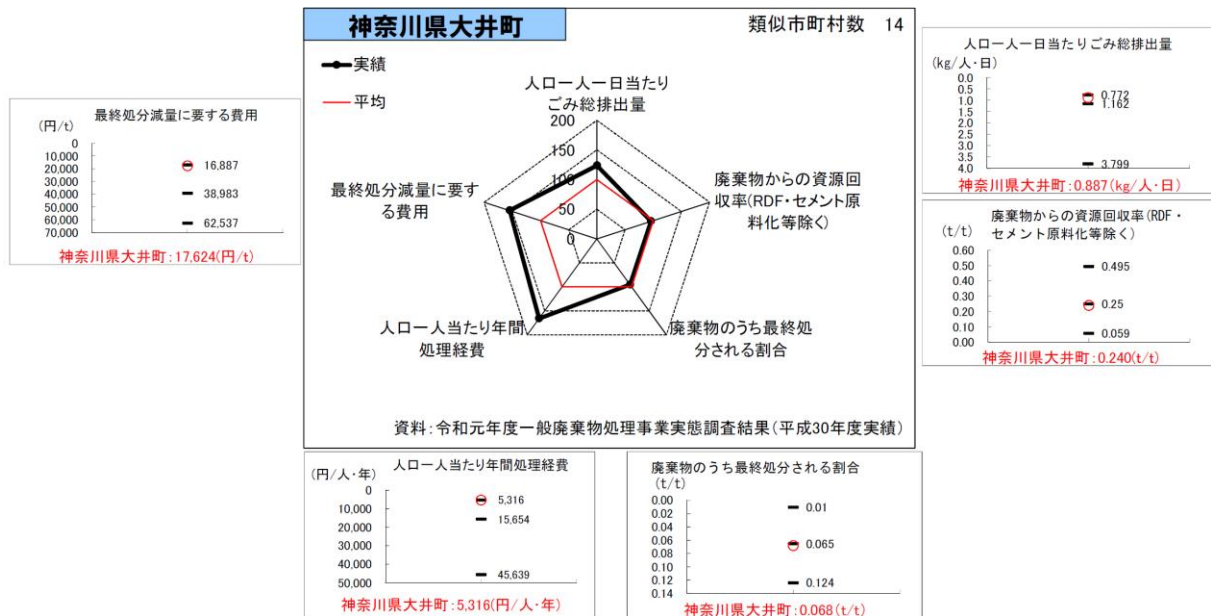 神奈川県大井町
類似市町村数 14
実績
平均
人口一人一日当たり
ごみ総排出量
廃棄物からの資源回
収率(RDF・セメント原
料化等除く)
廃棄物のうち最終処
分される割合
人口一人当たり年間
処理経費
最終処分減量に要す
る費用
200
150
100
50
0
資料:令和元年度一般廃棄物処理事業実態調査結果(平成30年度実績)
最終処分減量に要する費用
(円/t)
0
10,000
20,000
30,000
40,000
50,000
60,000
70,000
16,887
38,983
62,537
神奈川県大井町:17,624(円/t)
人口一人一日当たりごみ総排出量
(kg/人・日)
0.0
0.5
1.0
1.5
2.0
2.5
3.0
3.5
4.0
0.772
1.162
3.799
神奈川県大井町:0.887(kg/人・日)
廃棄物からの資源回収率(RDF・
セメント原料化等除く)
(t/t)
0.60
0.50
0.40
0.30
0.20
0.10
0.00
0.495
0.25
0.059
神奈川県大井町:0.240(t/t)
人口一人当たり年間処理経費
(円/人・年)
0
10,000
20,000
30,000
40,000
50,000
5,316
15,654
45,639
神奈川県大井町:5,316(円/人・年)
廃棄物のうち最終処分される割合
(t/t)
0.00
0.02
0.04
0.06
0.08
0.10
0.12
0.14
0.01
0.065
0.124
神奈川県大井町:0.068(t/t)